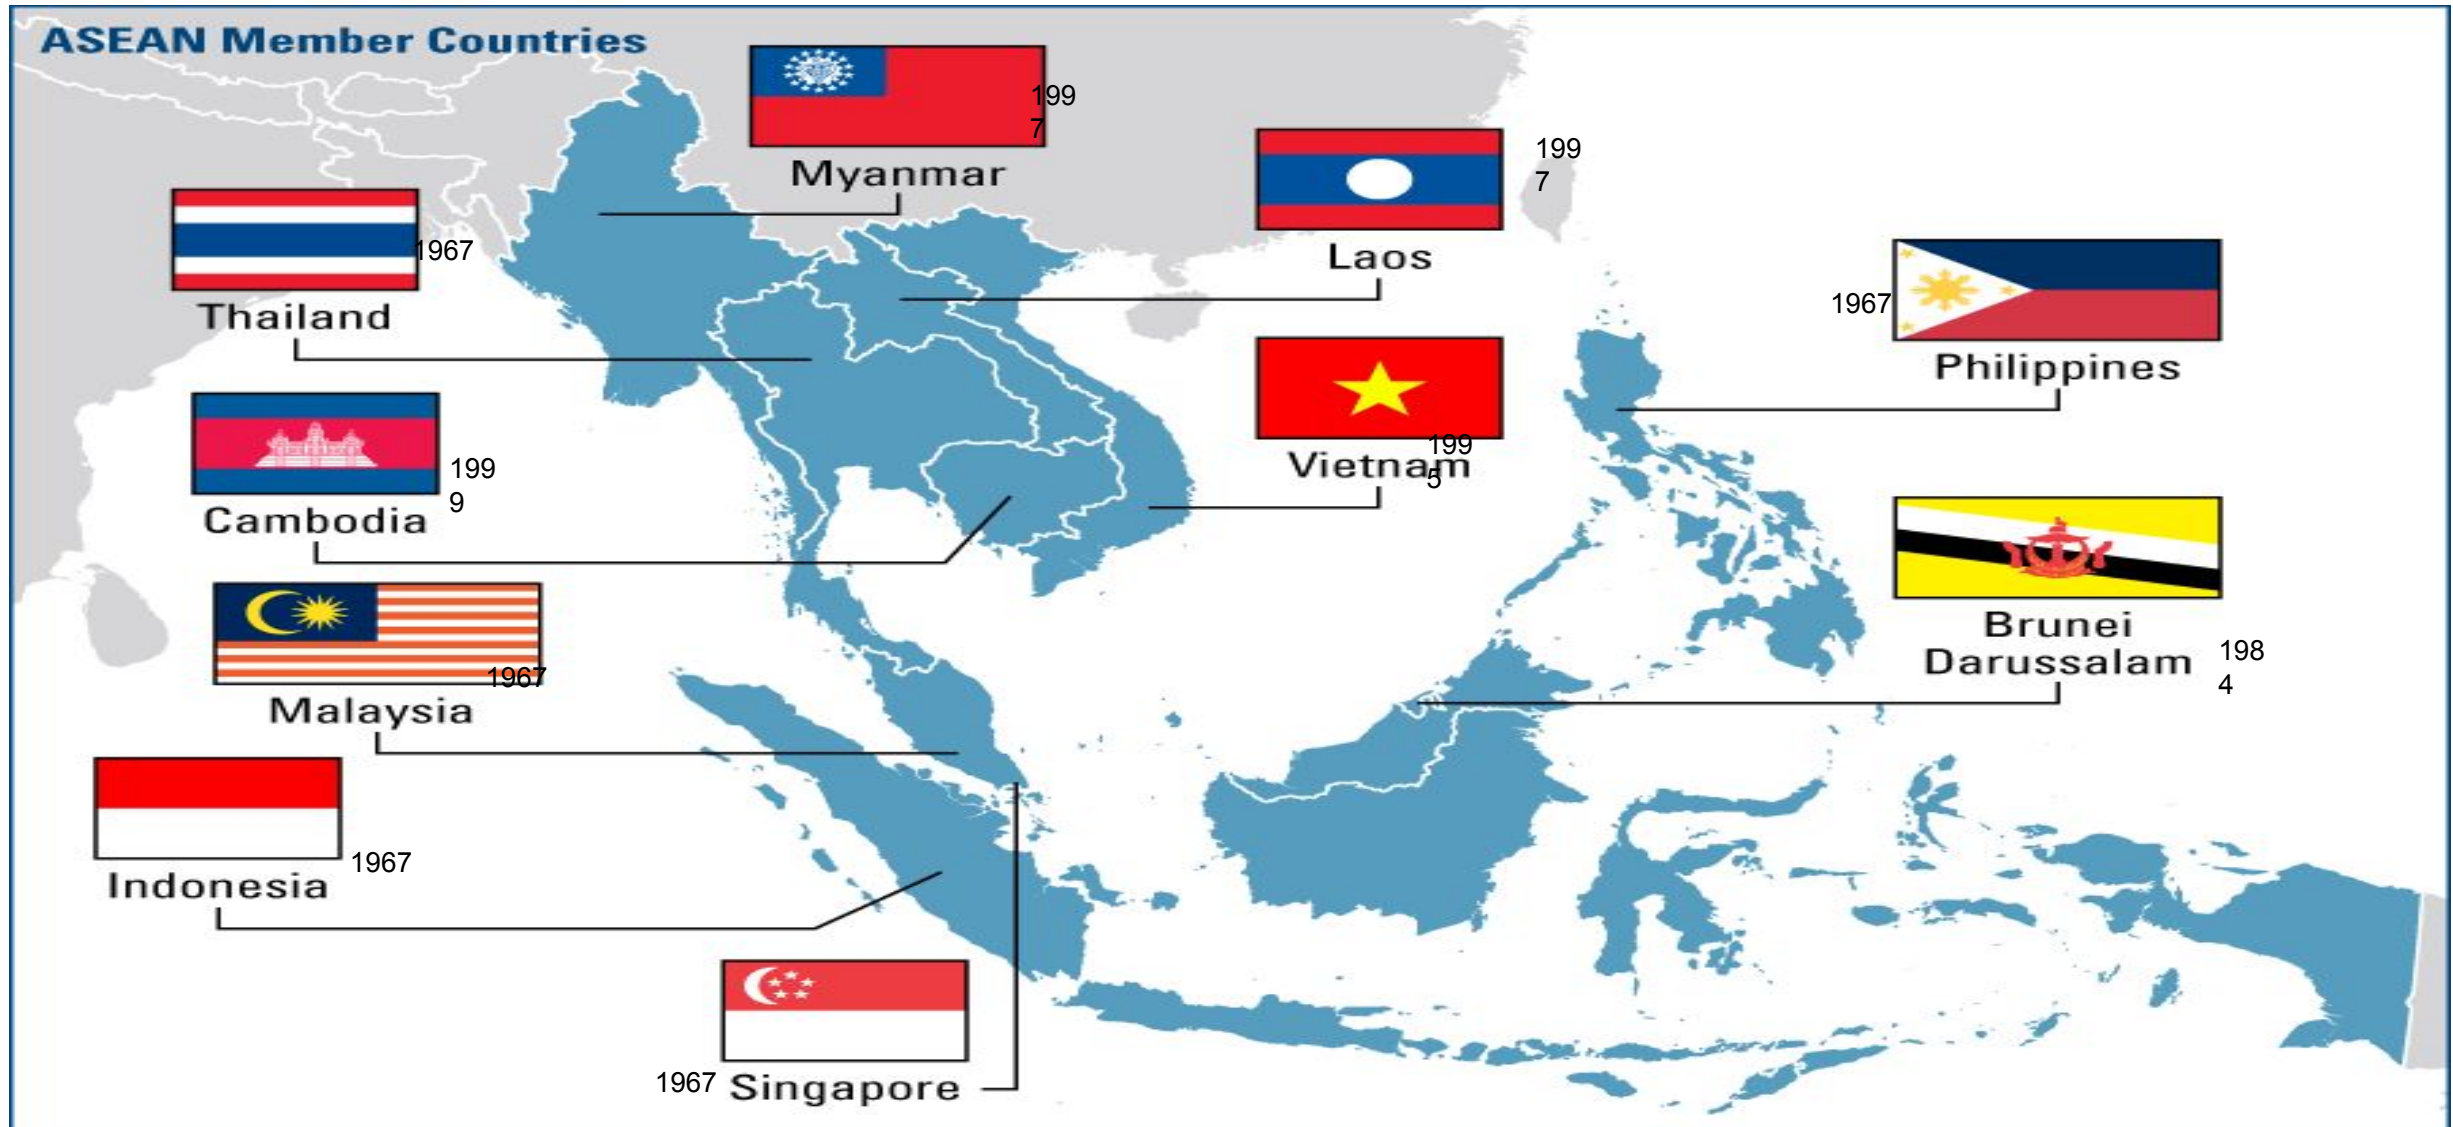 ASEAN Member Countries
199
7
Myanmar
199
7
Laos
1967
Thailand
1967
Philippines
199
5
Vietnam
199
9
Cambodia
Brunei
Darussalam
198
4
1967
Malaysia
1967
Indonesia
1967
Singapore